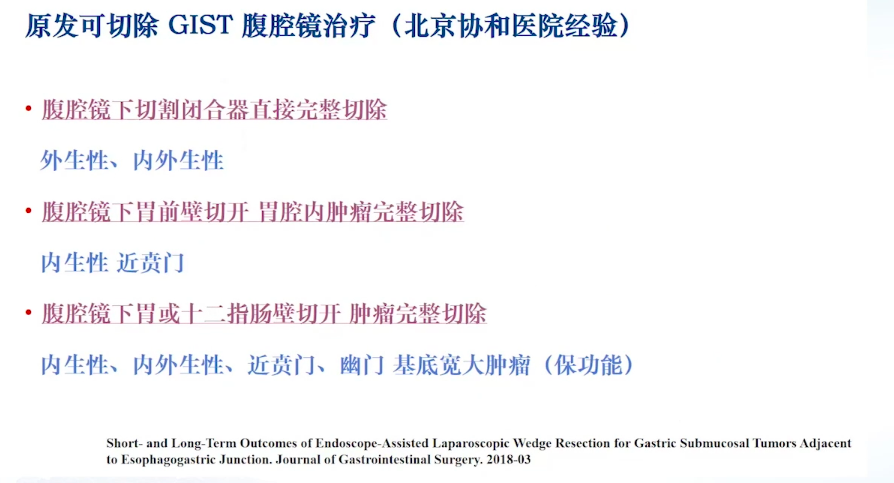 原发可切除 GIST 腹腔镜治疗（北京协和医院经验）
• 腹腔镜下切割闭合器直接完整切除
外生性、内外生性
• 腹腔镜下胃前壁切开 胃腔内肿瘤完整切除
内生性 近贲门
• 腹腔镜下胃或十二指肠壁切开 肿瘤完整切除
内生性、内外生性、近贲门、幽门 基底宽大肿瘤（保功能）
Short- and Long-Term Outcomes of Endoscope-Assisted Laparoscopic Wedge Resection for Gastric Submucosal Tumors Adjacent
to Esophagogastric Junction. Journal of Gastrointestinal Surgery. 2018-03